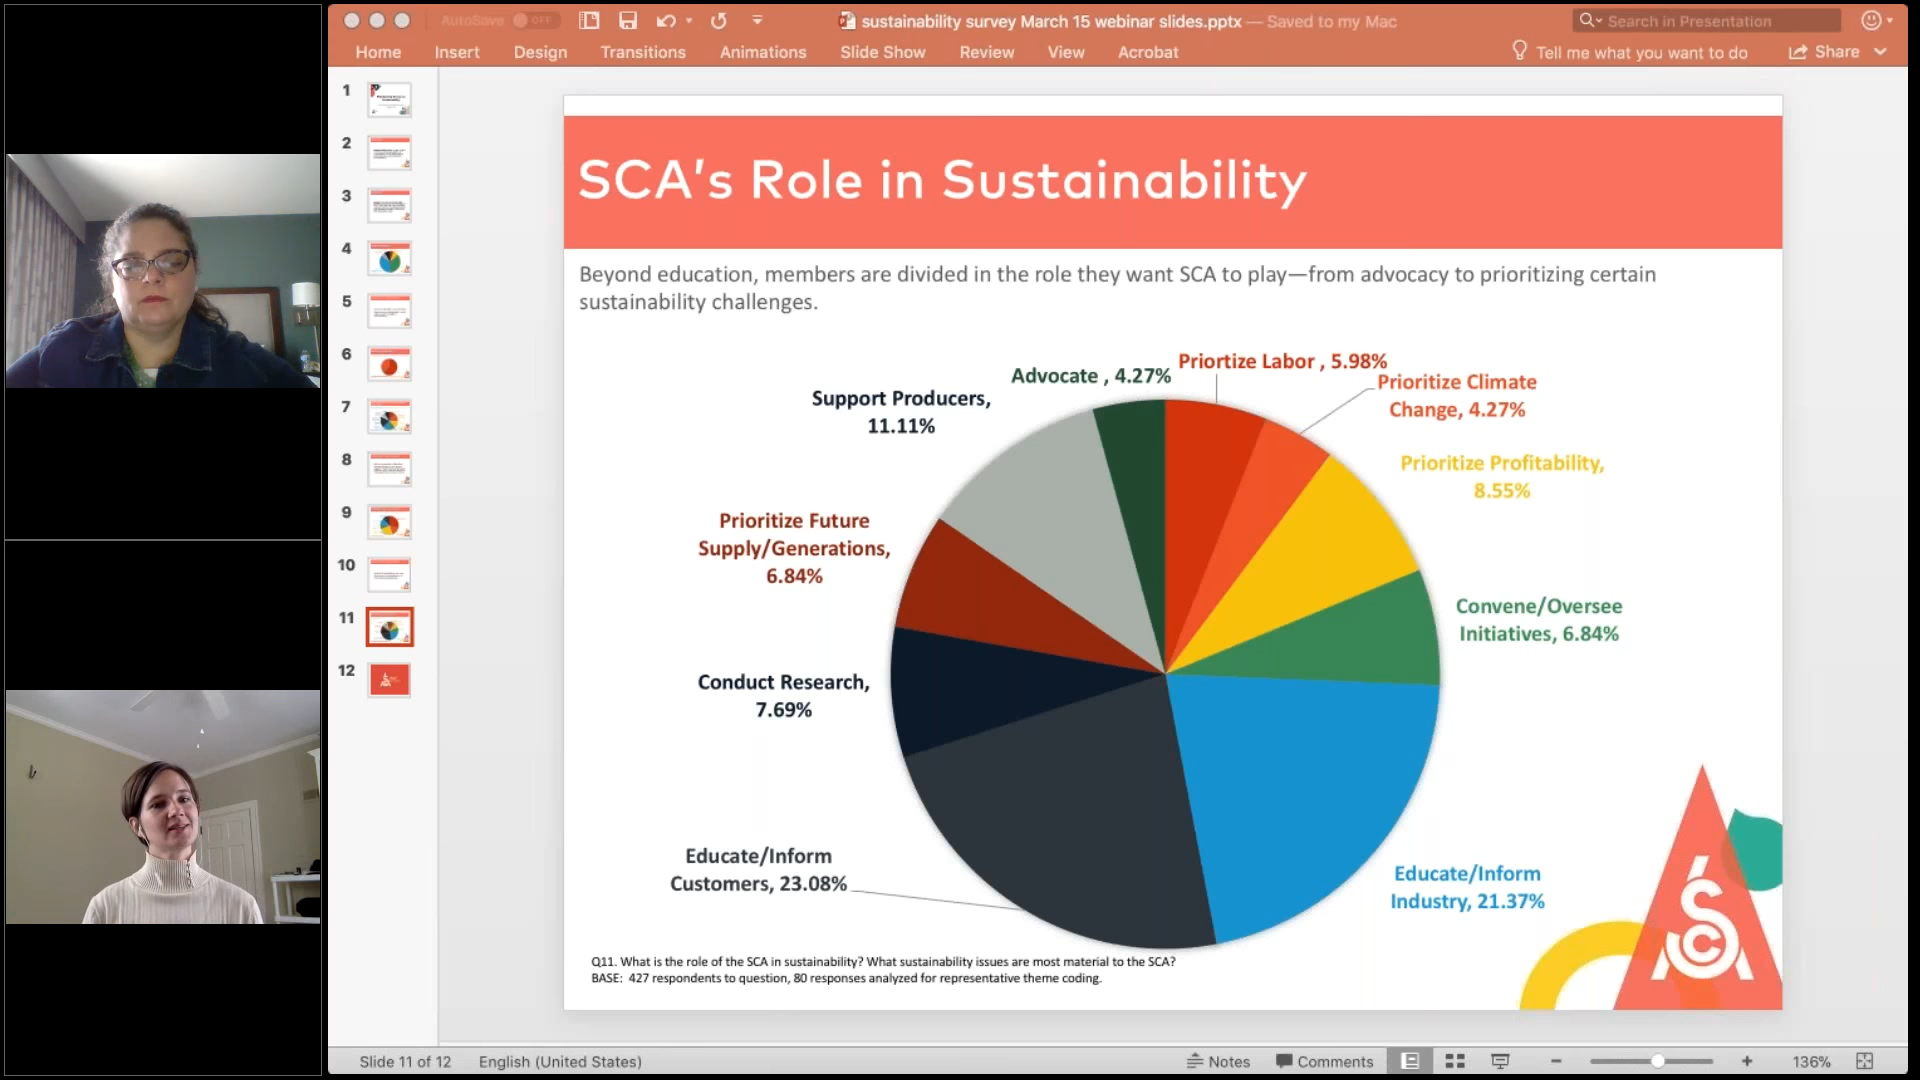 AutoSave OFF
sustainability survey March 15 webinar slides.pptx — Saved to my Mac
Search in Presentation
Home Insert Design Transitions Animations Slide Show Review View Acrobat
Tell me what you want to do
Share
1
2
3
4
5
6
7
8
9
10
11
12
SCA's Role in Sustainability
Beyond education, members are divided in the role they want SCA to play—from advocacy to prioritizing certain
sustainability challenges.
Advocate , 4.27%
Priortize Labor , 5.98%
Prioritize Climate
Change, 4.27%
Support Producers,
11.11%
Prioritize Profitability,
8.55%
Prioritize Future
Supply/Generations,
6.84%
Convene/Oversee
Initiatives, 6.84%
Conduct Research,
7.69%
Educate/Inform
Customers, 23.08%
Educate/Inform
Industry, 21.37%
SCA
Q11. What is the role of the SCA in sustainability? What sustainability issues are most material to the SCA?
BASE: 427 respondents to question, 80 responses analyzed for representative theme coding.
Slide 11 of 12 English (United States)
Notes Comments
136%